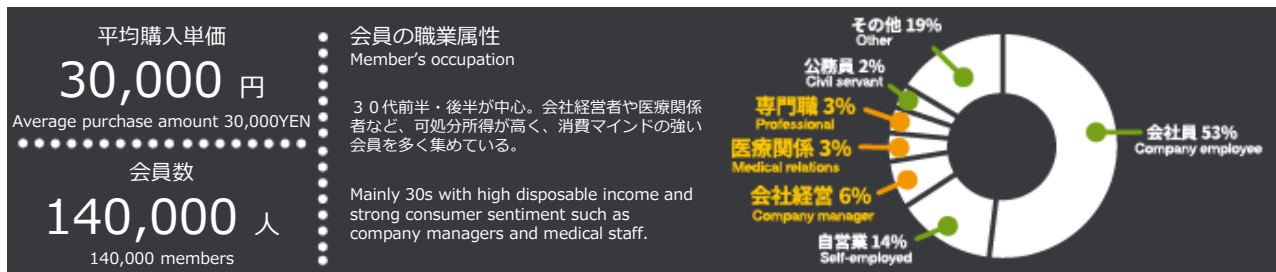 平均購入単価
30,000 円
Average purchase amount 30,000YEN
会員数
140,000 人
140,000 members
会員の職業属性
Member's occupation
３０代前半・後半が中心。会社経営者や医療関係
者など、可処分所得が高く、消費マインドの強い
会員を多く集めている。
Mainly 30s with high disposable income and
strong consumer sentiment such as
company managers and medical staff.
その他 19%
Other
公務員 2%
Civil servant
専門職 3%
Professional
医療関係 3%
Medical relations
会社経営 6%
Company manager
自営業 14%
Self-employed
会社員 53%
Company employee